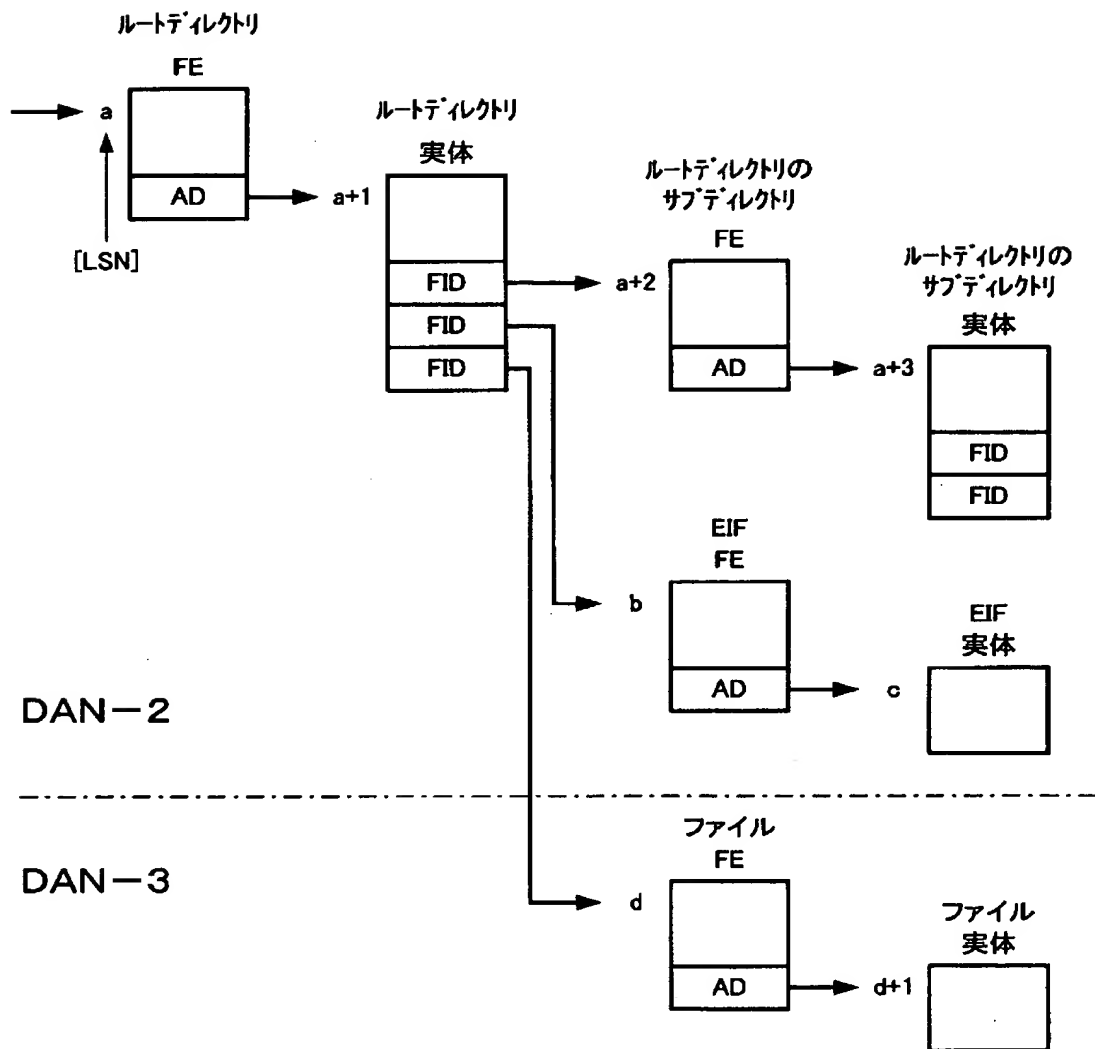 ルートディレクトリ
FE
a
AD
[LSN]
ルートディレクトリ
実体
a+1
FID
FID
FID
ルートディレクトリの
サブディレクトリ
FE
a+2
AD
ルートディレクトリの
サブディレクトリ
実体
a+3
FID
FID
EIF
FE
b
AD
EIF
実体
c
DAN-2
DAN-3
ファイル
FE
d
AD
ファイル
実体
d+1